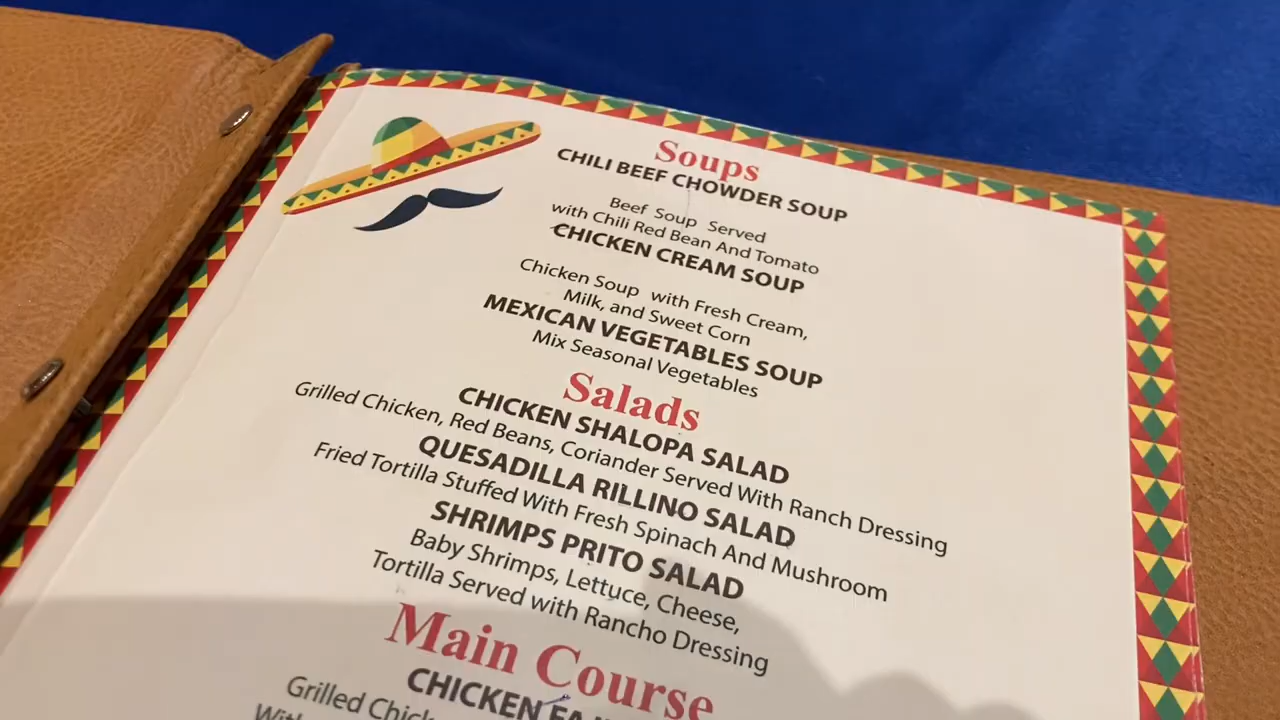 Soups
CHILI BEEF CHOWDER SOUP
Beef Soup Served
with Chili Red Bean And Tomato
CHICKEN CREAM SOUP
Chicken Soup with Fresh Cream,
Milk, and Sweet Corn
MEXICAN VEGETABLES SOUP
Mix Seasonal Vegetables
Salads
CHICKEN SHALOPA SALAD
Grilled Chicken, Red Beans, Coriander Served With Ranch Dressing
QUESADILLA RILLINO SALAD
Fried Tortilla Stuffed With Fresh Spinach And Mushroom
SHRIMPS PRITO SALAD
Baby Shrimps, Lettuce, Cheese,
Tortilla Served with Rancho Dressing
Main Course
CHICKEN
Grilled